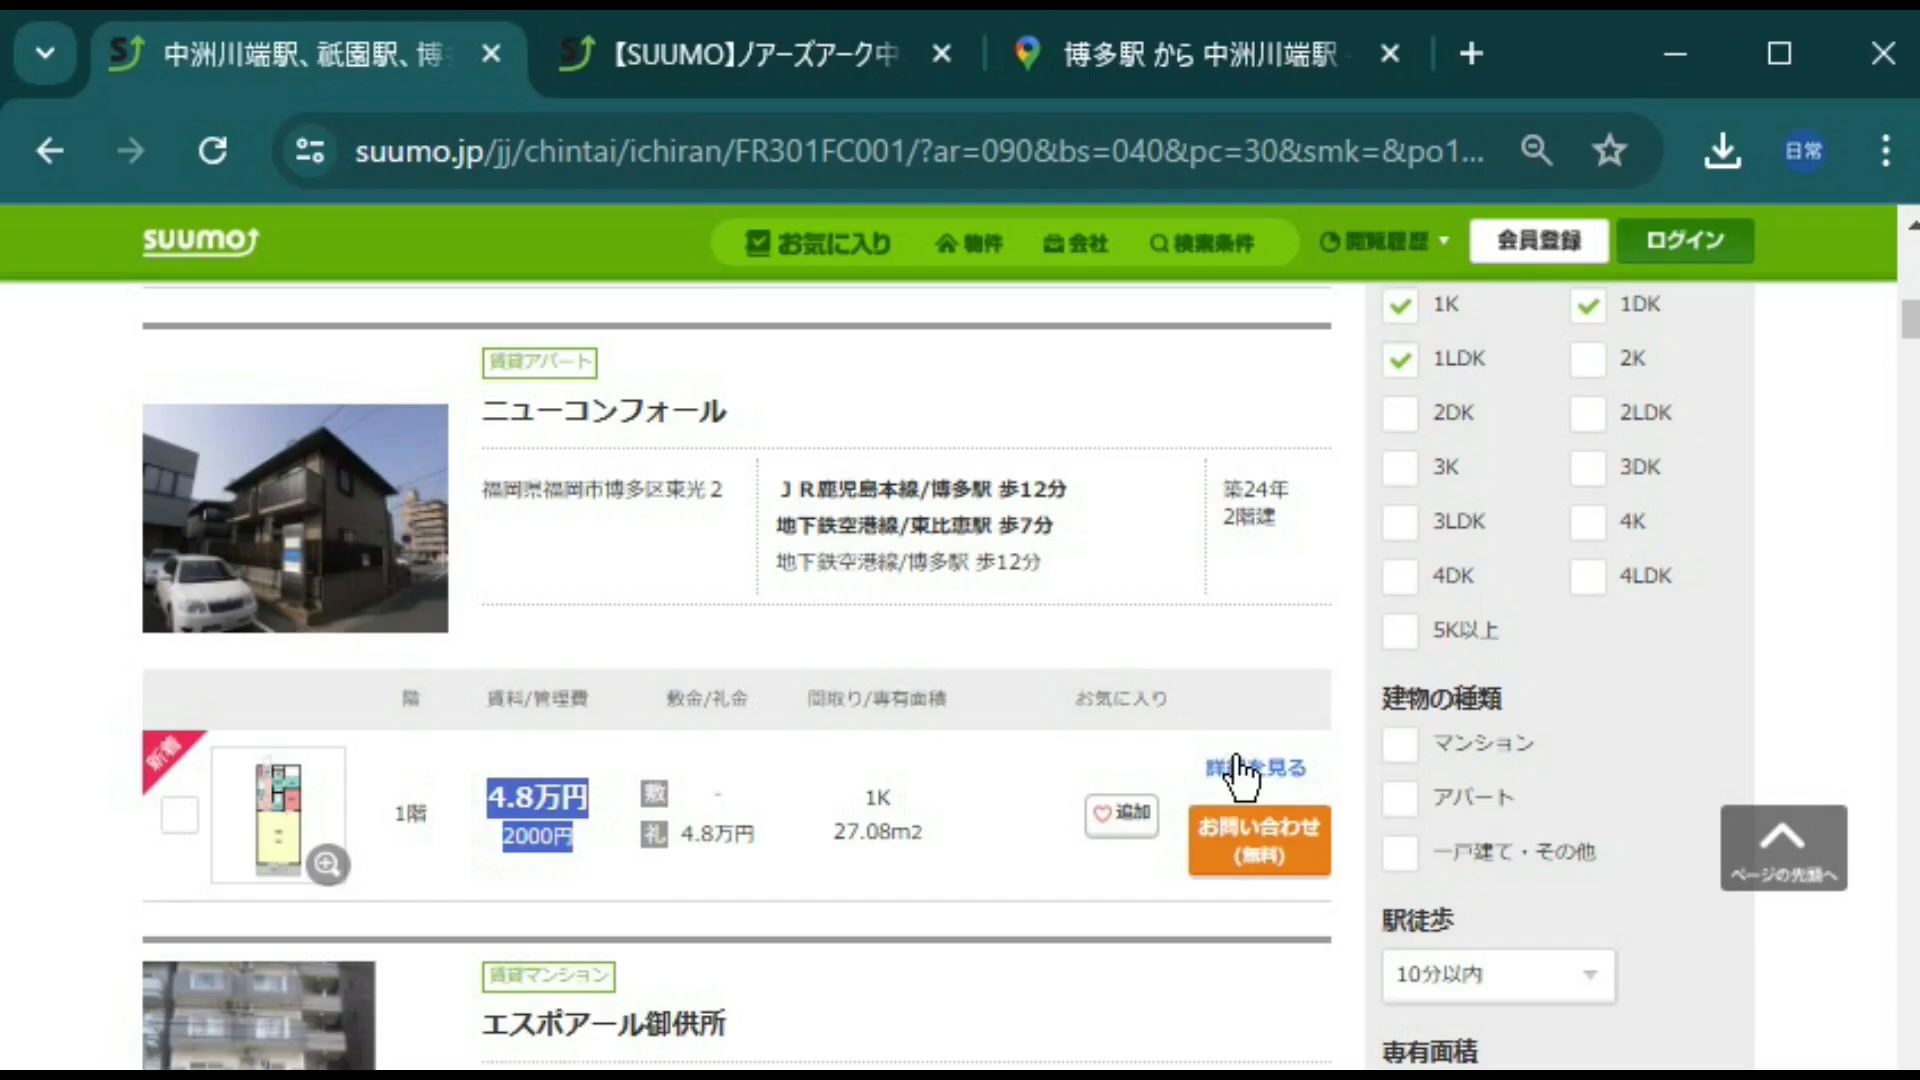 中洲川端駅、祇園駅、博
【SUUMO】ノアーズアーク中
博多駅 から 中洲川端駅
suumo.jp/jj/chintai/ichiran/FR301FC001/?ar=090&bs=040&pc=30&smk=&po1...
日常
suumo
お気に入り
物件
会社
検索条件
閲覧履歴
会員登録
ログイン
賃貸アパート
ニューコンフォール
福岡県福岡市博多区東光２
ＪＲ鹿児島本線/博多駅 歩12分
地下鉄空港線/東比恵駅 歩7分
地下鉄空港線/博多駅 歩12分
築24年
2階建
階
賃料/管理費
敷金/礼金
間取り/専有面積
お気に入り
新着
1階
4.8万円
2000円
敷 -
礼 4.8万円
1K
27.08m2
追加
詳細を見る
お問い合わせ
(無料)
賃貸マンション
エスポアール御供所
1K
1DK
1LDK
2K
2DK
2LDK
3K
3DK
3LDK
4K
4DK
4LDK
5K以上
建物の種類
マンション
アパート
一戸建て・その他
駅徒歩
10分以内
専有面積
ページの先頭へ